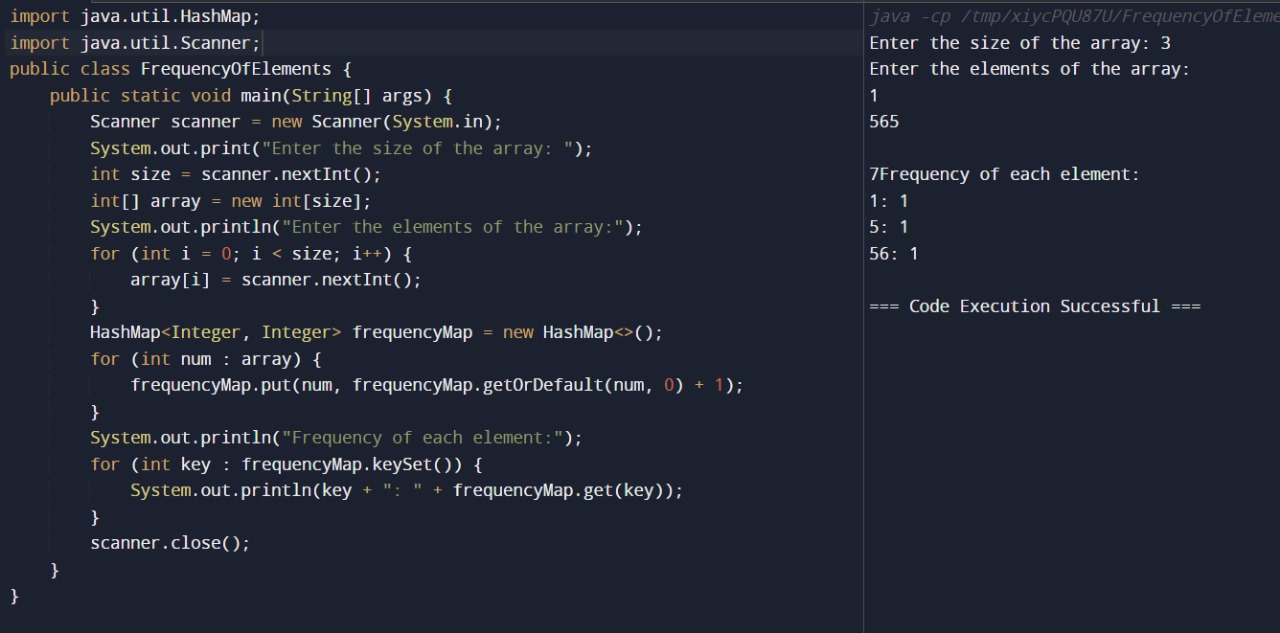 import java.util.HashMap;
import java.util.Scanner;
public class FrequencyOfElements {
    public static void main(String[] args) {
        Scanner scanner = new Scanner(System.in);
        System.out.print("Enter the size of the array: ");
        int size = scanner.nextInt();
        int[] array = new int[size];
        System.out.println("Enter the elements of the array:");
        for (int i = 0; i < size; i++) {
            array[i] = scanner.nextInt();
        }
        HashMap<Integer, Integer> frequencyMap = new HashMap<>();
        for (int num : array) {
            frequencyMap.put(num, frequencyMap.getOrDefault(num, 0) + 1);
        }
        System.out.println("Frequency of each element:");
        for (int key : frequencyMap.keySet()) {
            System.out.println(key + ": " + frequencyMap.get(key));
        }
        scanner.close();
    }
}
java -cp /tmp/xiycPQU87U/FrequencyOfEleme
Enter the size of the array: 3
Enter the elements of the array:
1
565
7Frequency of each element:
1: 1
5: 1
56: 1
=== Code Execution Successful ===